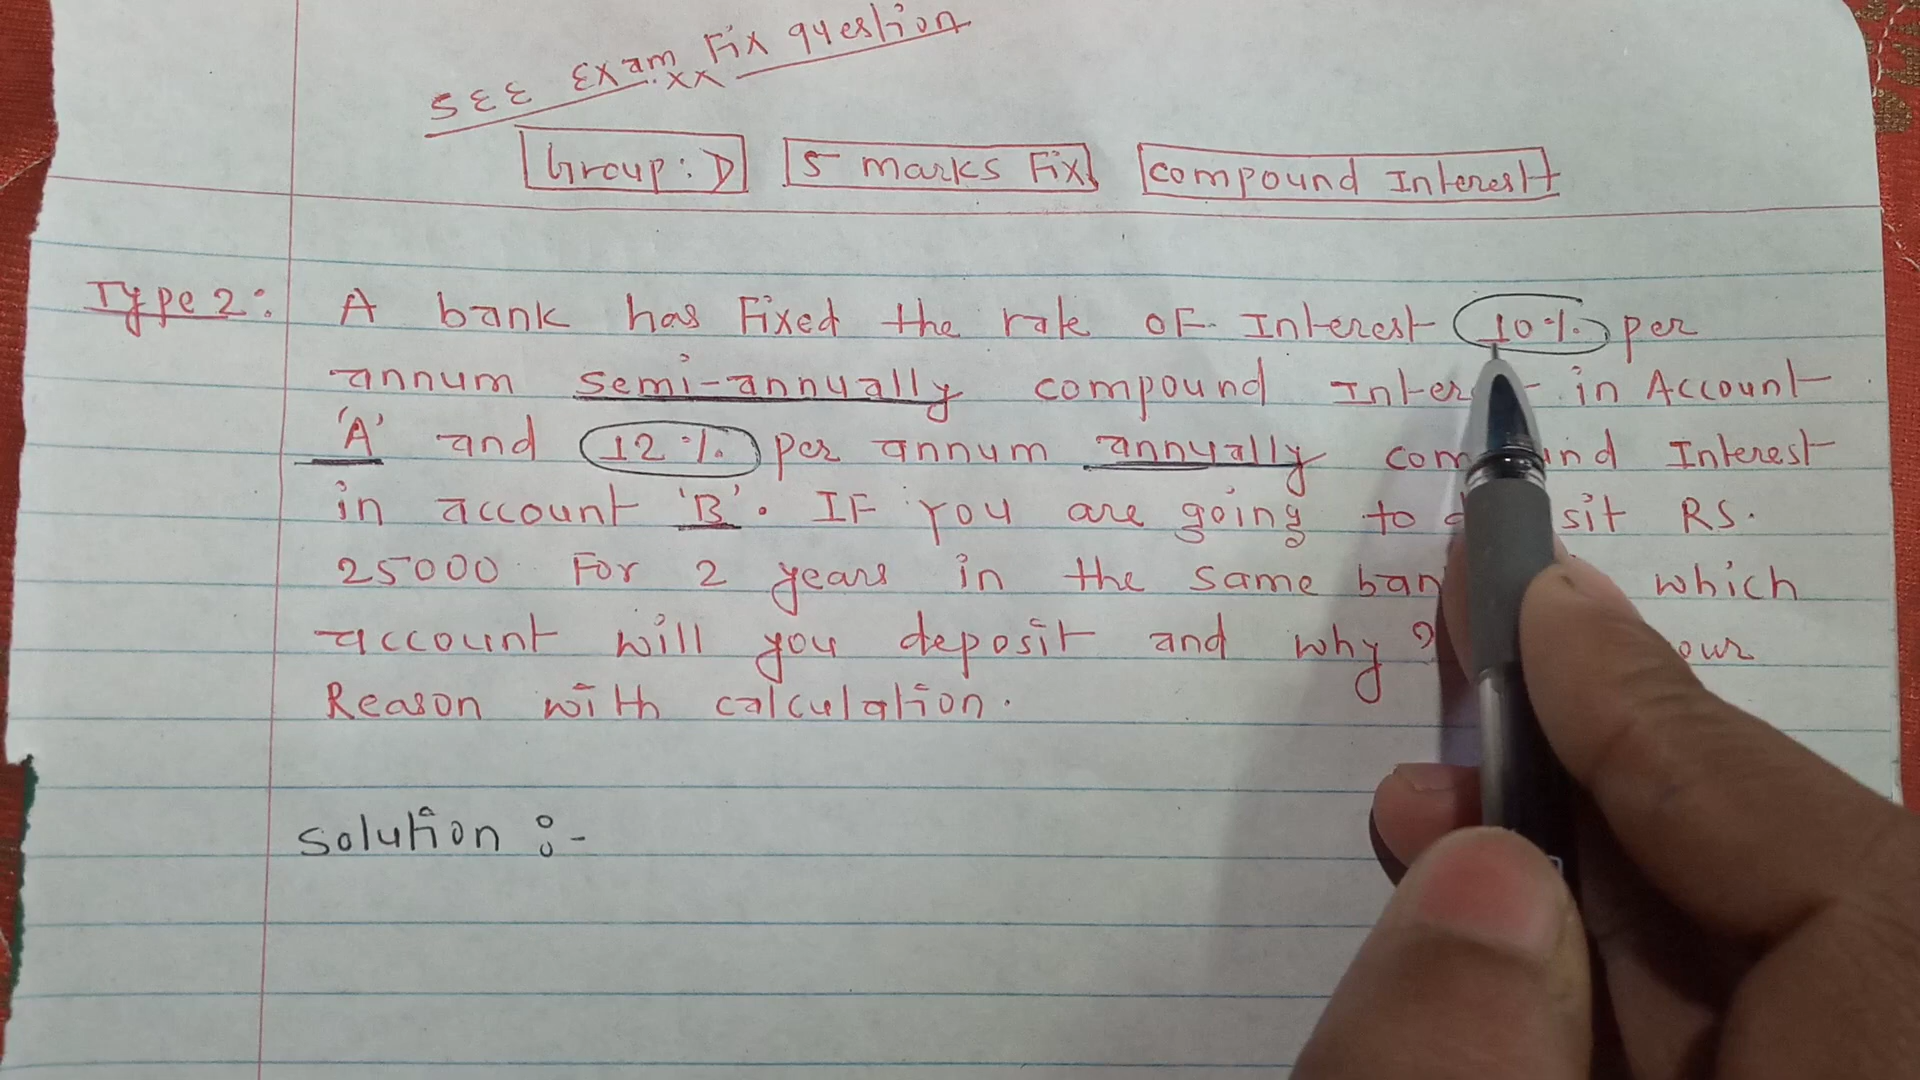 SEE Exam Fix question
xx
Group: D 5 marks Fix compound Interest
Type 2: A bank has Fixed the rate OF Interest 10% per
annum semi-annually compound in Account
'A' and 12% per annum annually Interest
in account 'B'. IF you are going to RS.
25000 For 2 years in the same which
account will you deposit and why?
Reason with calculation.
Solution :-